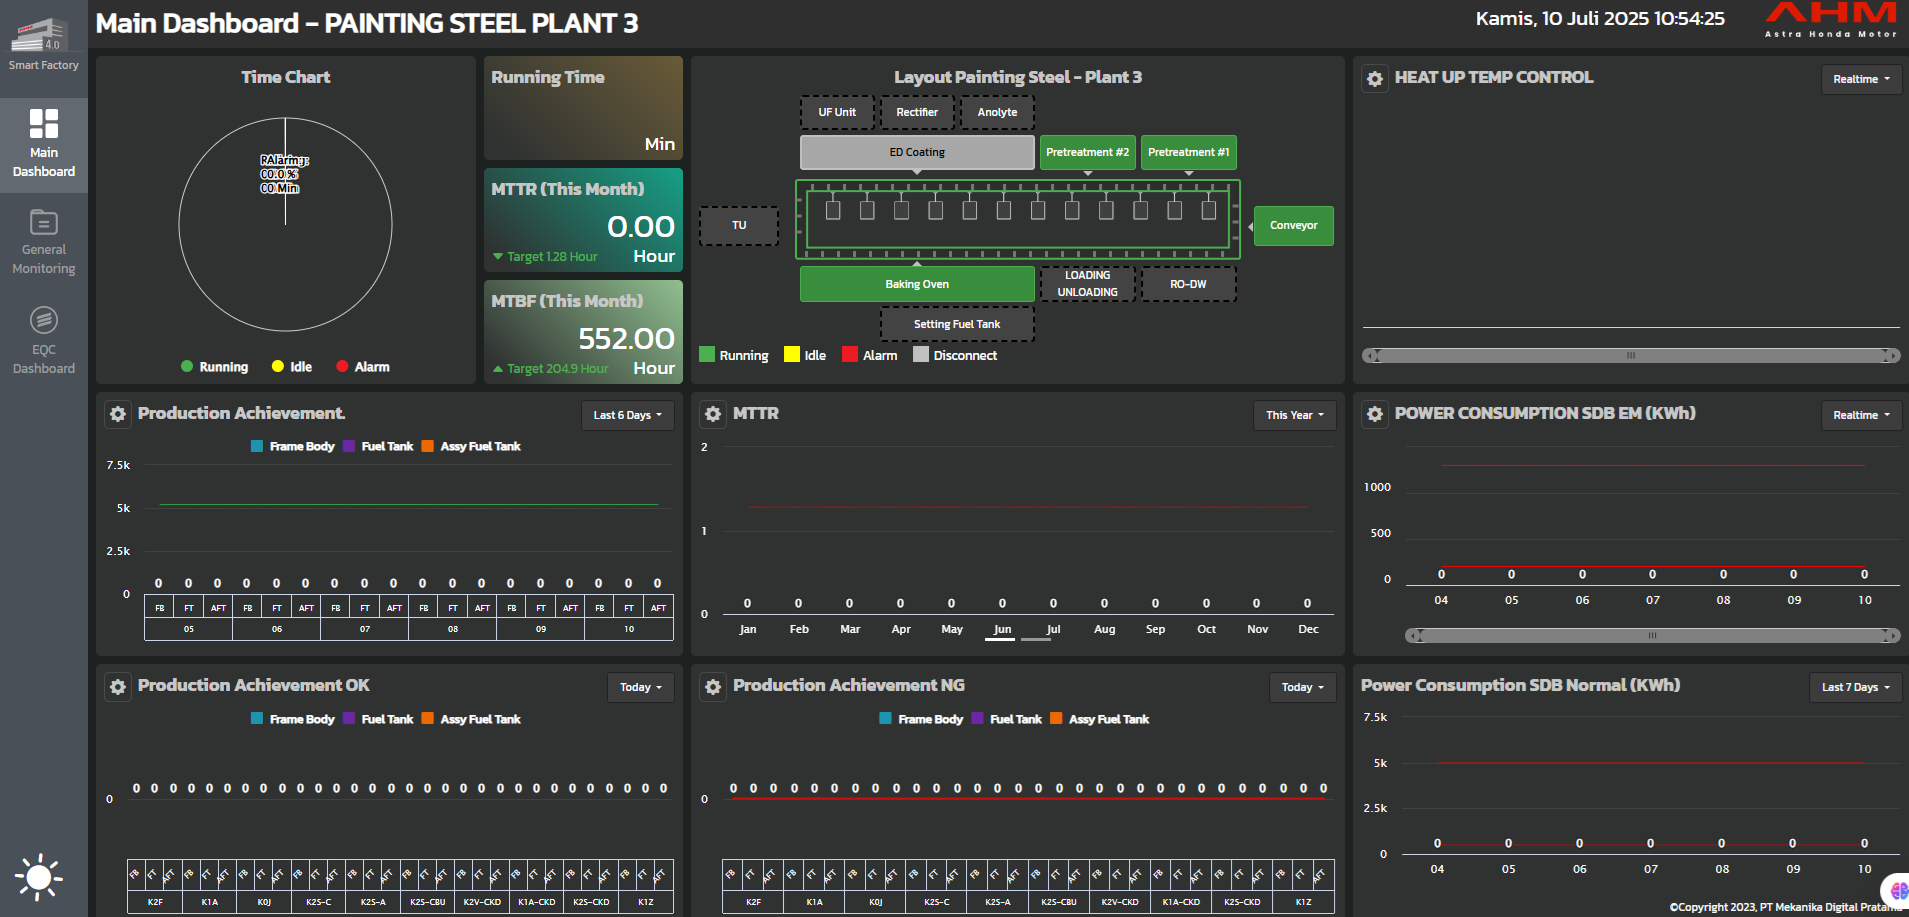 Main Dashboard - PAINTING STEEL PLANT 3
Kamis, 10 Juli 2025 10:54:25
AHM
Astra Honda Motor
4.0
Smart Factory
Main
Dashboard
General
Monitoring
EQC
Dashboard
Time Chart
0.0 %
0 Min
Running
Idle
Alarm
Running Time
Min
MTTR (This Month)
0.00
Target 1.28 Hour
Hour
MTBF (This Month)
552.00
Target 204.9 Hour
Hour
Layout Painting Steel - Plant 3
UF Unit
Rectifier
Anolyte
ED Coating
Pretreatment #2
Pretreatment #1
TU
Conveyor
Baking Oven
LOADING
UNLOADING
RO-DW
Setting Fuel Tank
Running
Idle
Alarm
Disconnect
HEAT UP TEMP CONTROL
Realtime
Production Achievement.
Last 6 Days
Frame Body Fuel Tank Assy Fuel Tank
7.5k
5k
2.5k
0
0 0 0 0 0 0 0 0 0 0 0 0 0 0 0 0 0 0
FB FT AFT FB FT AFT FB FT AFT FB FT AFT FB FT AFT FB FT AFT
05 06 07 08 09 10
MTTR
This Year
2
1
0
0 0 0 0 0 0 0 0 0 0 0 0
Jan Feb Mar Apr May Jun Jul Aug Sep Oct Nov Dec
POWER CONSUMPTION SDB EM (KWh)
Realtime
1000
500
0
0 0 0 0 0 0 0
04 05 06 07 08 09 10
Production Achievement OK
Today
Frame Body Fuel Tank Assy Fuel Tank
0
0 0 0 0 0 0 0 0 0 0 0 0 0 0 0 0 0 0 0 0 0 0 0 0 0 0 0 0 0 0
FB FT AFT FB FT AFT FB FT AFT FB FT AFT FB FT AFT FB FT AFT FB FT AFT FB FT AFT FB FT AFT FB FT AFT
K2F K1A K0J K2S-C K2S-A K2S-CBU K2V-CKD K1A-CKD K2S-CKD K1Z
Production Achievement NG
Today
Frame Body Fuel Tank Assy Fuel Tank
0
0 0 0 0 0 0 0 0 0 0 0 0 0 0 0 0 0 0 0 0 0 0 0 0 0 0 0 0 0 0
FB FT AFT FB FT AFT FB FT AFT FB FT AFT FB FT AFT FB FT AFT FB FT AFT FB FT AFT FB FT AFT FB FT AFT
K2F K1A K0J K2S-C K2S-A K2S-CBU K2V-CKD K1A-CKD K2S-CKD K1Z
Power Consumption SDB Normal (KWh)
Last 7 Days
7.5k
5k
2.5k
0
0 0 0 0 0 0 0
04 05 06 07 08 09 10
©Copyright 2023, PT Mekanika Digital Pratama